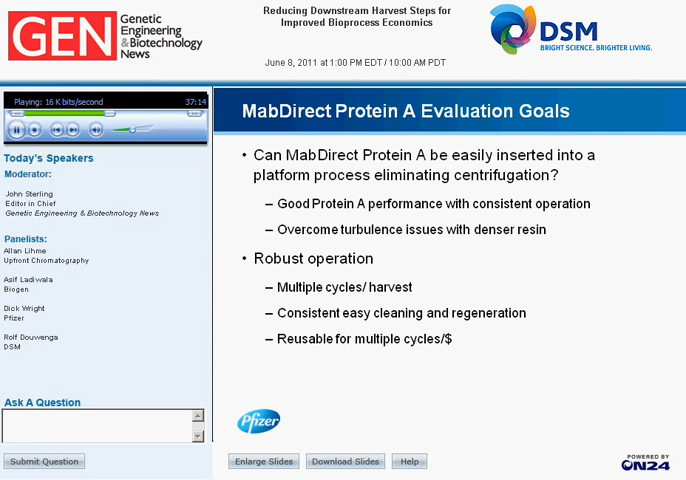 GEN
Genetic
Engineering
& Biotechnology
News
Reducing Downstream Harvest Steps for
Improved Bioprocess Economics
June 8, 2011 at 1:00 PM EDT / 10:00 AM PDT
DSM
BRIGHT SCIENCE. BRIGHTER LIVING.
Playing: 16 K bits/second 37:14
Today's Speakers
Moderator:
John Sterling
Editor in Chief
Genetic Engineering & Biotechnology News
Panelists:
Allan Lihme
Upfront Chromatography
Asif Ladiwala
Biogen
Dick Wright
Pfizer
Rolf Douwenga
DSM
Ask A Question
Submit Question
MabDirect Protein A Evaluation Goals
• Can MabDirect Protein A be easily inserted into a
platform process eliminating centrifugation?
– Good Protein A performance with consistent operation
– Overcome turbulence issues with denser resin
• Robust operation
– Multiple cycles/ harvest
– Consistent easy cleaning and regeneration
– Reusable for multiple cycles/$
Pfizer
Enlarge Slides
Download Slides
Help
POWERED BY
ON24